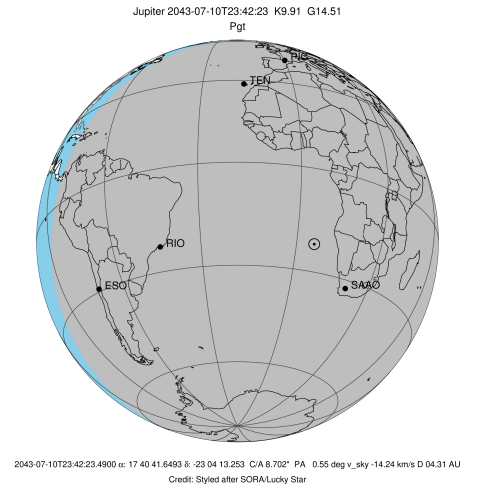 Jupiter 2043-07-10T23:42:23 K9.91 G14.51
Pgt
PIC
TEN
RIO
ESO
SAAO
2043-07-10T23:42:23.4900 α: 17 40 41.6493 δ: -23 04 13.253 C/A 8.702" PA 0.55 deg v_sky -14.24 km/s D 04.31 AU
Credit: Styled after SORA/Lucky Star